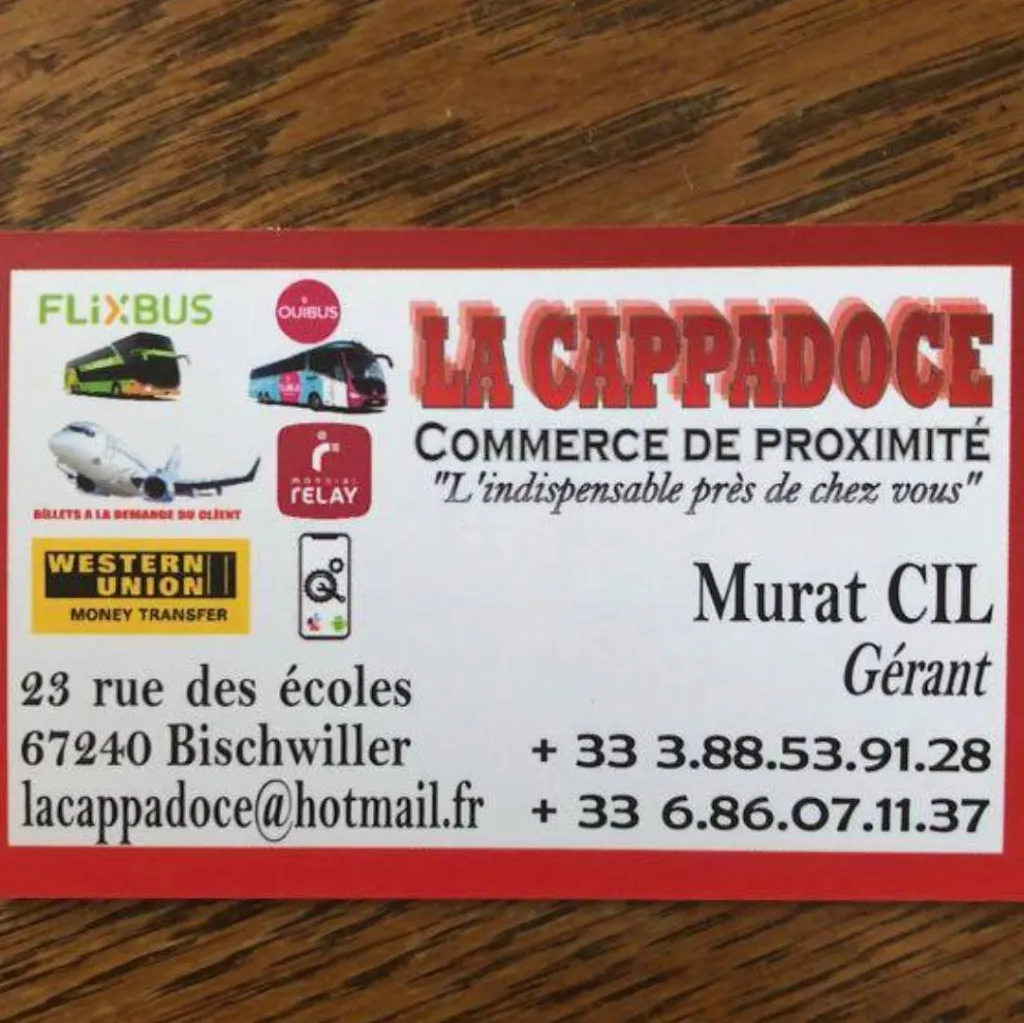 FLiXBUS
OUIBUS
LA CAPPADOCE
COMMERCE DE PROXIMITÉ
"L'indispensable près de chez vous"
MONDIAL
RELAY
BILLETS A LA DEMANDE DU CLIENT
WESTERN
UNION
MONEY TRANSFER
Murat CIL
Gérant
23 rue des écoles
67240 Bischwiller
lacappadoce@hotmail.fr
+ 33 3.88.53.91.28
+ 33 6.86.07.11.37